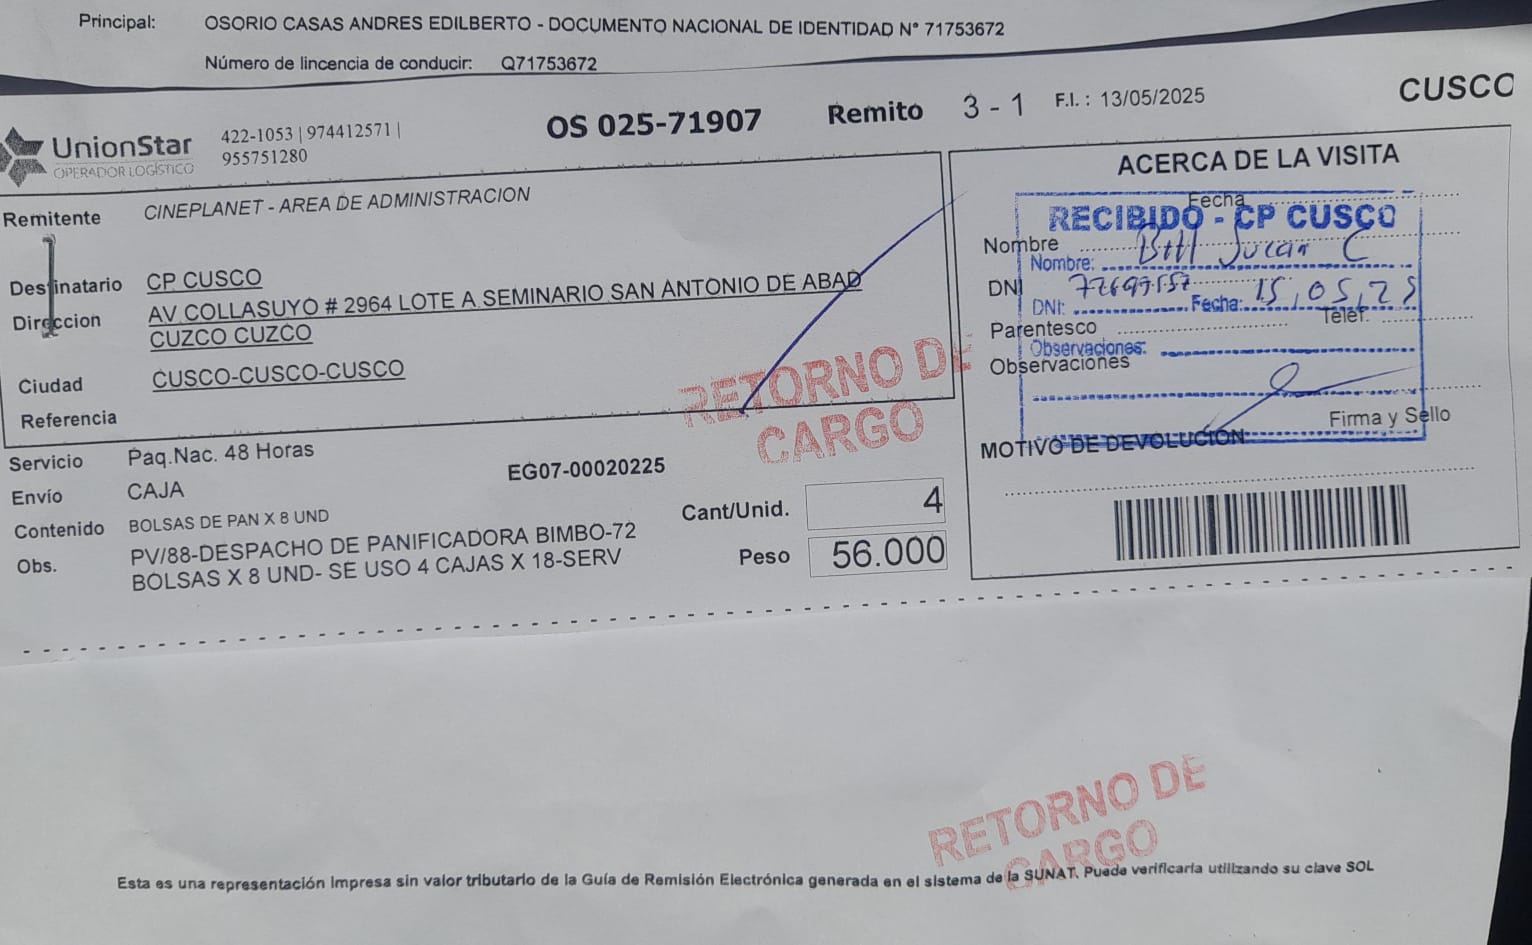 Principal: OSORIO CASAS ANDRES EDILBERTO - DOCUMENTO NACIONAL DE IDENTIDAD N° 71753672
Número de lincencia de conducir: Q71753672
UnionStar
OPERADOR LOGÍSTICO
422-1053 | 974412571 |
955751280
OS 025-71907 Remito 3 - 1 F.I. : 13/05/2025 CUSCO
Remitente CINEPLANET - AREA DE ADMINISTRACION
Destinatario CP CUSCO
Direccion AV COLLASUYO # 2964 LOTE A SEMINARIO SAN ANTONIO DE ABAD
CUZCO CUZCO
Ciudad CUSCO-CUSCO-CUSCO
Referencia
RETORNO DE
CARGO
Servicio Paq.Nac. 48 Horas
Envío CAJA
EG07-00020225
Contenido BOLSAS DE PAN X 8 UND
Obs. PV/88-DESPACHO DE PANIFICADORA BIMBO-72
BOLSAS X 8 UND- SE USO 4 CAJAS X 18-SERV
Cant/Unid. 4
Peso 56.000
ACERCA DE LA VISITA
Fecha
RECIBIDO - CP CUSCO
Nombre
Nombre:
DNI
DNI: Fecha: 15,05,25
Parentesco Telef.
Observaciones:
Observaciones
Firma y Sello
MOTIVO DE DEVOLUCION
RETORNO DE
CARGO
Esta es una representación impresa sin valor tributario de la Guía de Remisión Electrónica generada en el sistema de la SUNAT. Puede verificarla utilizando su clave SOL